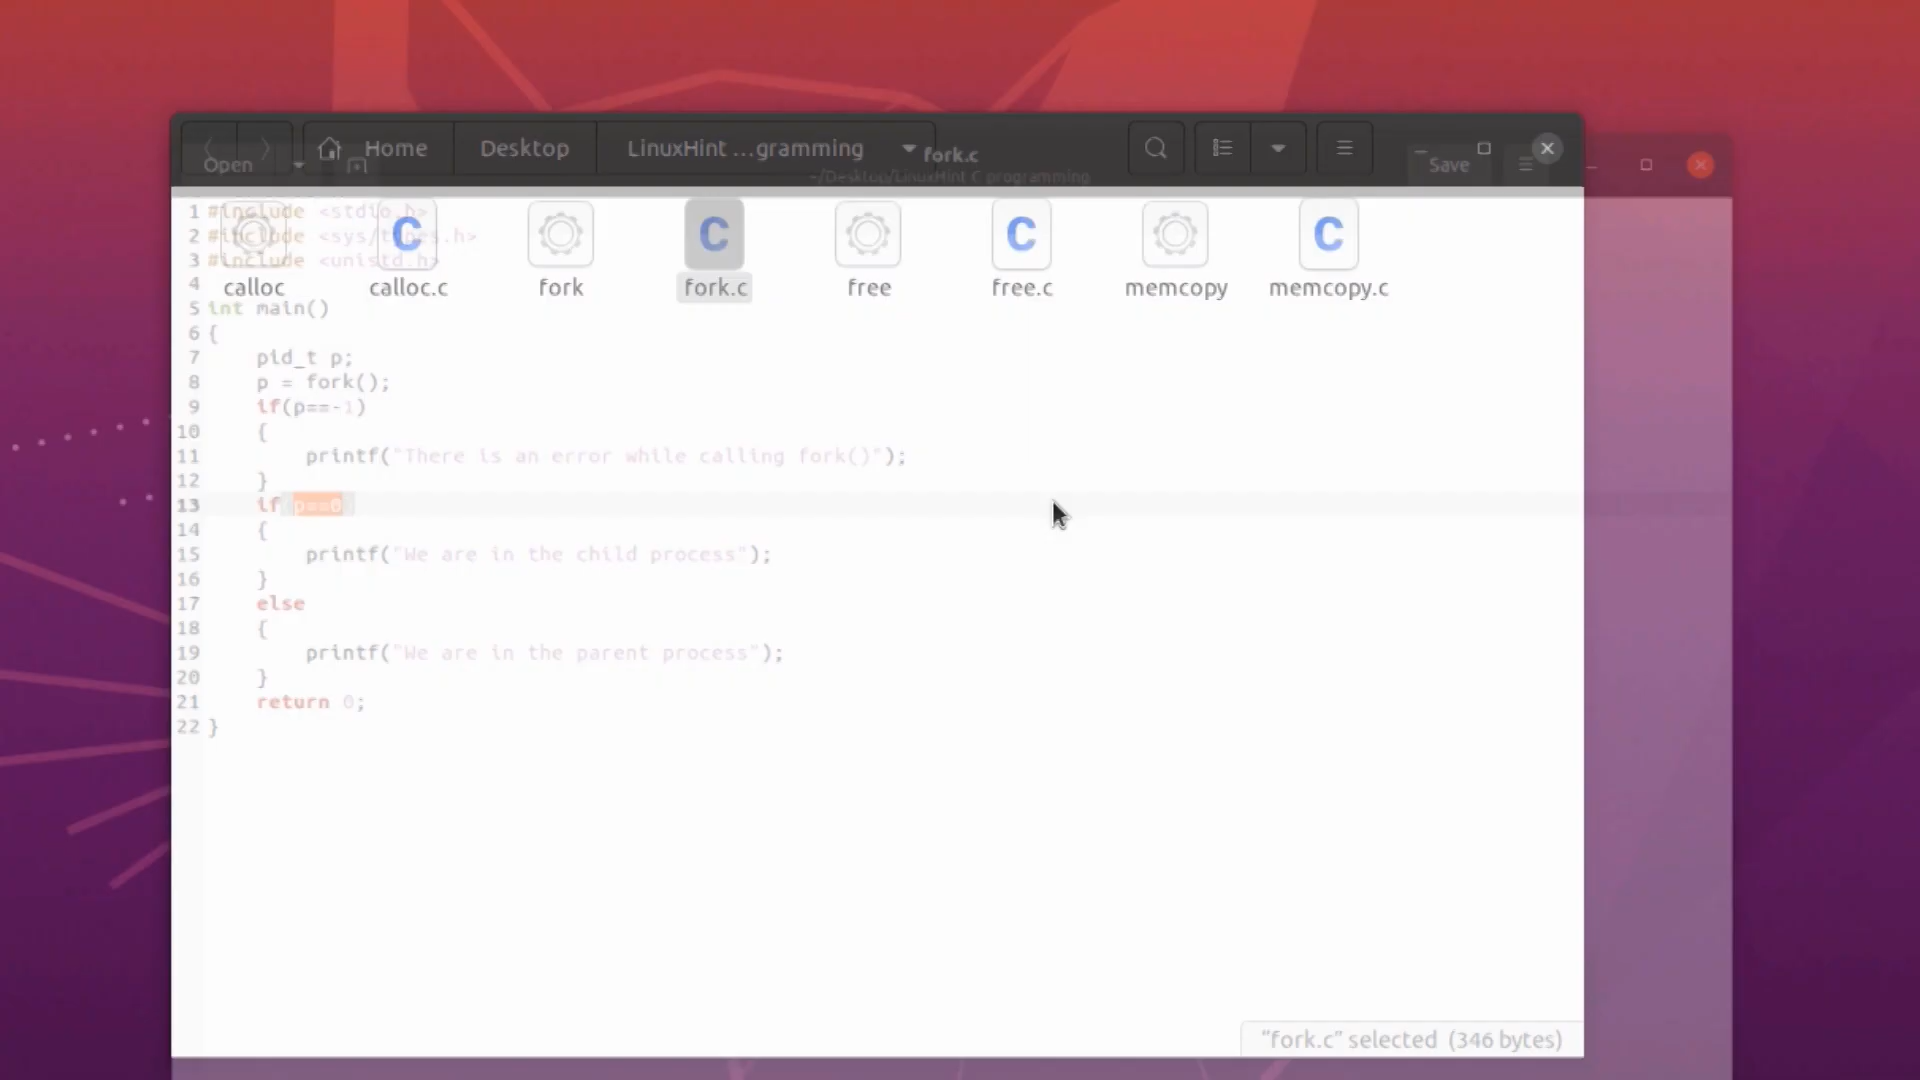 Home
Desktop
LinuxHint ...gramming
Open
fork.c
~/Desktop/LinuxHint C programming
Save
1 #include <stdio.h>
2 #include <sys/types.h>
3 #include <unistd.h>
4
5 int main()
6 {
7 pid_t p;
8 p = fork();
9 if(p==-1)
10 {
11 printf("There is an error while calling fork()");
12 }
13 if(p==0)
14 {
15 printf("We are in the child process");
16 }
17 else
18 {
19 printf("We are in the parent process");
20 }
21 return 0;
22 }
C C C C
calloc calloc.c fork fork.c free free.c memcopy memcopy.c
"fork.c" selected (346 bytes)